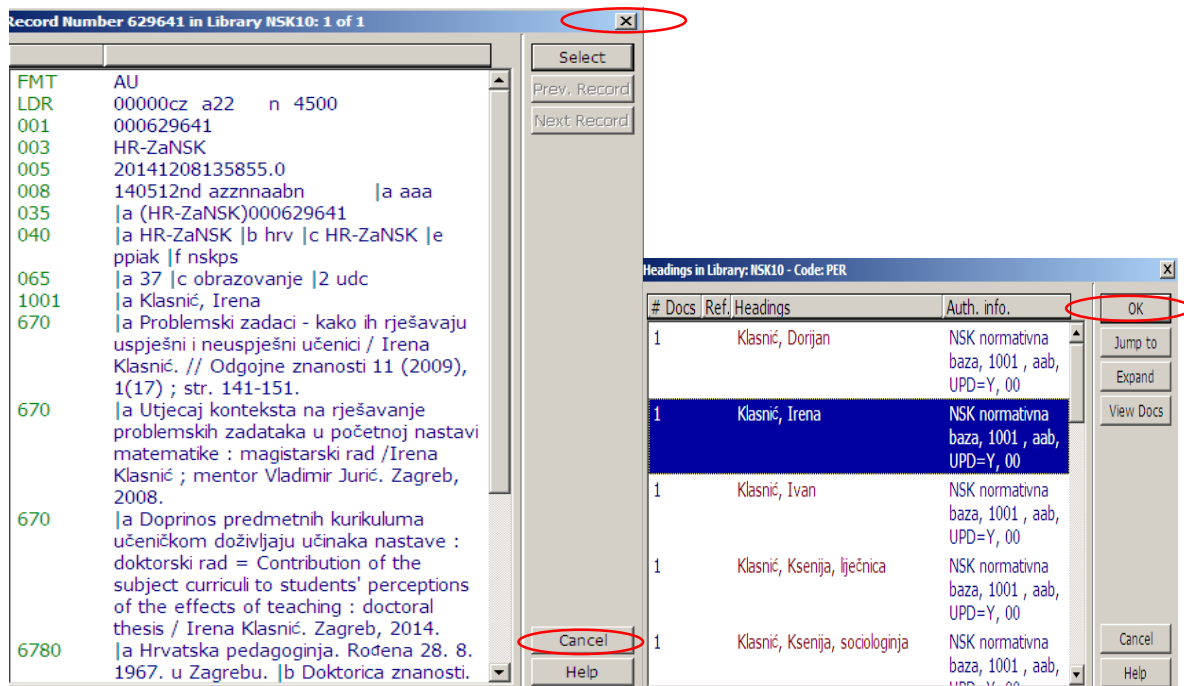 Record Number 629641 in Library NSK10: 1 of 1
FMT AU
LDR 00000cz a22 n 4500
001 000629641
003 HR-ZaNSK
005 20141208135855.0
008 140512nd azznnaabn |a aaa
035 |a (HR-ZaNSK)000629641
040 |a HR-ZaNSK |b hrv |c HR-ZaNSK |e
ppiak |f nskps
065 |a 37 |c obrazovanje |2 udc
1001 |a Klasnić, Irena
670 |a Problemski zadaci - kako ih rješavaju
uspješni i neuspješni učenici / Irena
Klasnić. // Odgojne znanosti 11 (2009),
1(17) ; str. 141-151.
670 |a Utjecaj konteksta na rješavanje
problemskih zadataka u početnoj nastavi
matematike : magistarski rad /Irena
Klasnić ; mentor Vladimir Jurić. Zagreb,
2008.
670 |a Doprinos predmetnih kurikuluma
učeničkom doživljaju učinaka nastave :
doktorski rad = Contribution of the
subject curriculi to students' perceptions
of the effects of teaching : doctoral
thesis / Irena Klasnić. Zagreb, 2014.
6780 |a Hrvatska pedagoginja. Rođena 28. 8.
1967. u Zagrebu. |b Doktorica znanosti.
Select
Prev. Record
Next Record
Cancel
Help
Headings in Library: NSK10 - Code: PER
# Docs Ref. Headings Auth. info.
1 Klasnić, Dorijan NSK normativna
baza, 1001 , aab,
UPD=Y, 00
1 Klasnić, Irena NSK normativna
baza, 1001 , aab,
UPD=Y, 00
1 Klasnić, Ivan NSK normativna
baza, 1001 , aab,
UPD=Y, 00
1 Klasnić, Ksenija, liječnica NSK normativna
baza, 1001 , aab,
UPD=Y, 00
1 Klasnić, Ksenija, sociologinja NSK normativna
baza, 1001 , aab,
UPD=Y, 00
OK
Jump to
Expand
View Docs
Cancel
Help